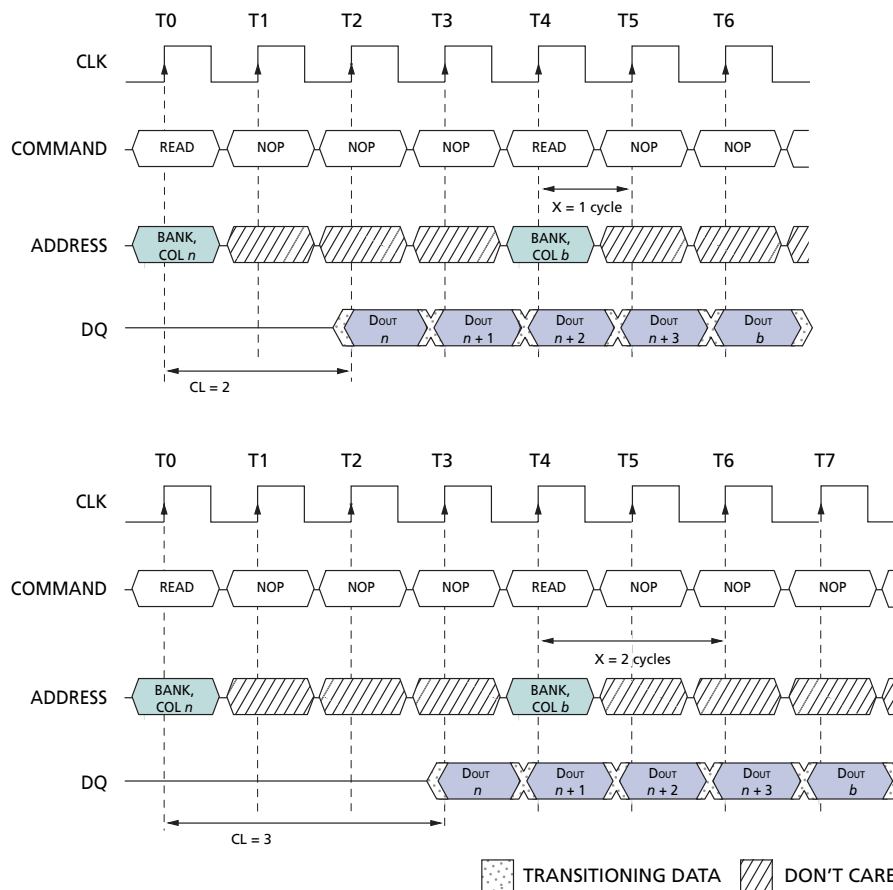 T0 T1 T2 T3 T4 T5 T6
CLK
COMMAND READ NOP NOP NOP READ NOP NOP
X = 1 cycle
ADDRESS BANK, COL n BANK, COL b
DQ DOUT n DOUT n + 1 DOUT n + 2 DOUT n + 3 DOUT b
CL = 2
T0 T1 T2 T3 T4 T5 T6 T7
CLK
COMMAND READ NOP NOP NOP READ NOP NOP NOP
X = 2 cycles
ADDRESS BANK, COL n BANK, COL b
DQ DOUT n DOUT n + 1 DOUT n + 2 DOUT n + 3 DOUT b
CL = 3
TRANSITIONING DATA DON'T CARE